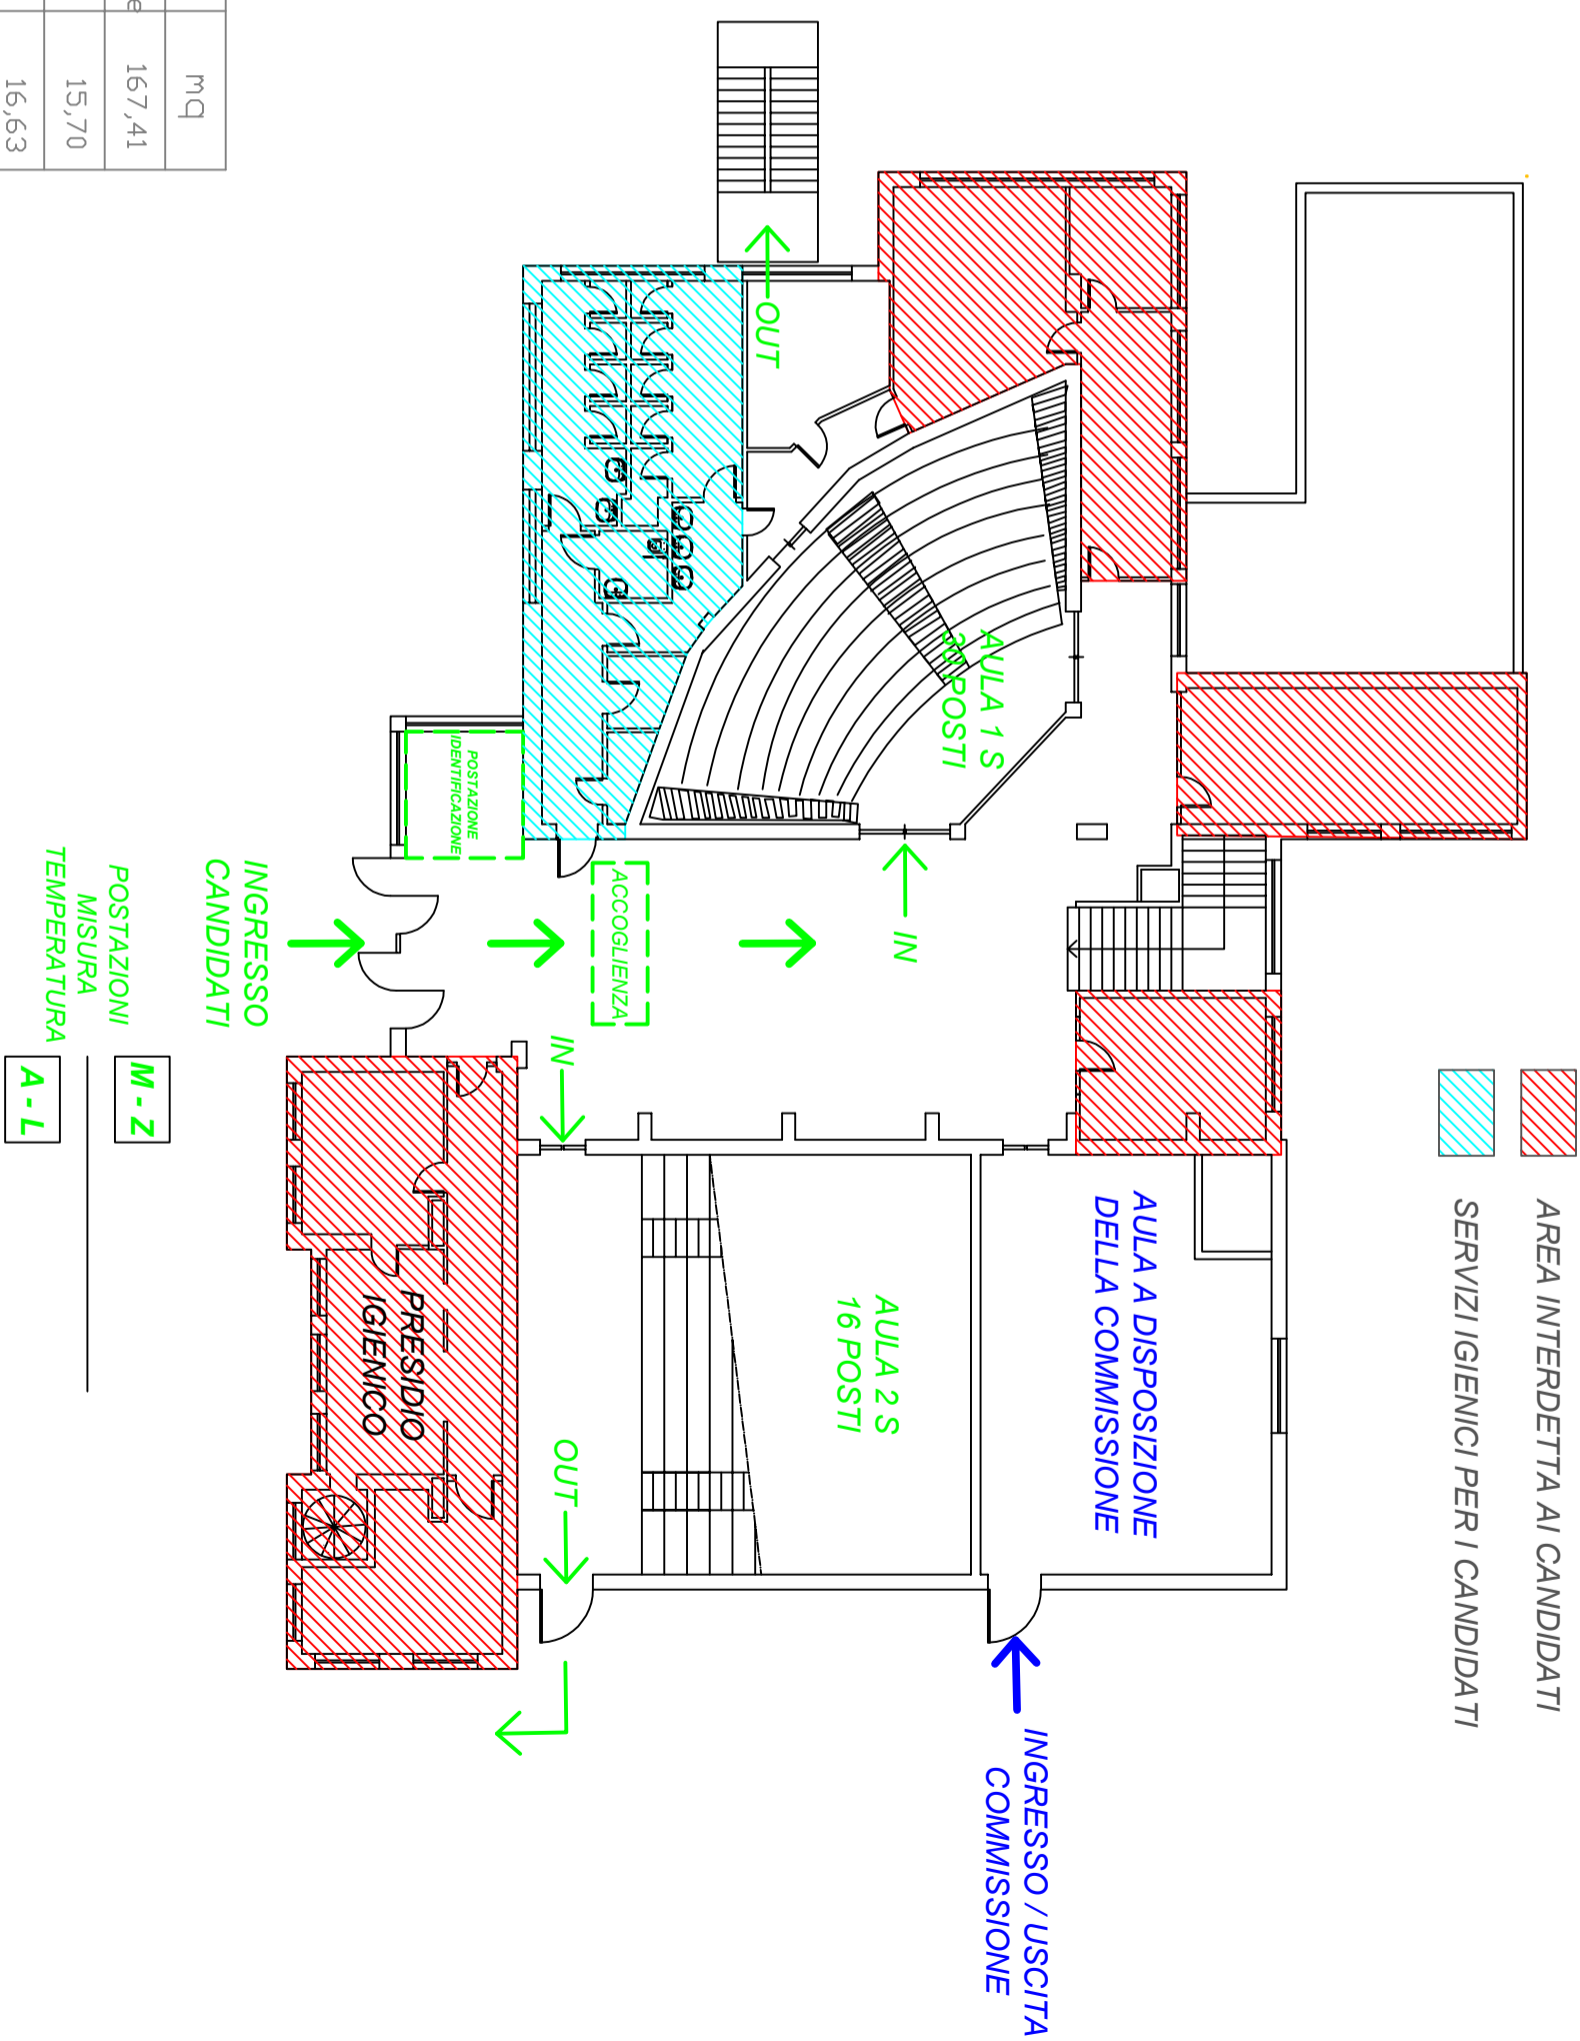 mq
e 167,41
15,70
16,63
AREA INTERDETTA AI CANDIDATI
SERVIZI IGIENICI PER I CANDIDATI
OUT
AULA 1 S
30 POSTI
POSTAZIONE
IDENTIFICAZIONE
ACCOGLIENZA
IN
INGRESSO
CANDIDATI
POSTAZIONI
MISURA
TEMPERATURA
M - Z
A - L
IN
AULA A DISPOSIZIONE
DELLA COMMISSIONE
AULA 2 S
16 POSTI
PRESIDIO
IGIENICO
OUT
INGRESSO / USCITA
COMMISSIONE